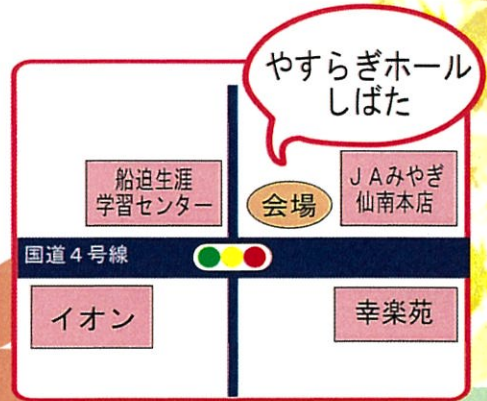 やすらぎホール
しばた
船迫生涯
学習センター
会場
ＪＡみやぎ
仙南本店
国道４号線
イオン
幸楽苑